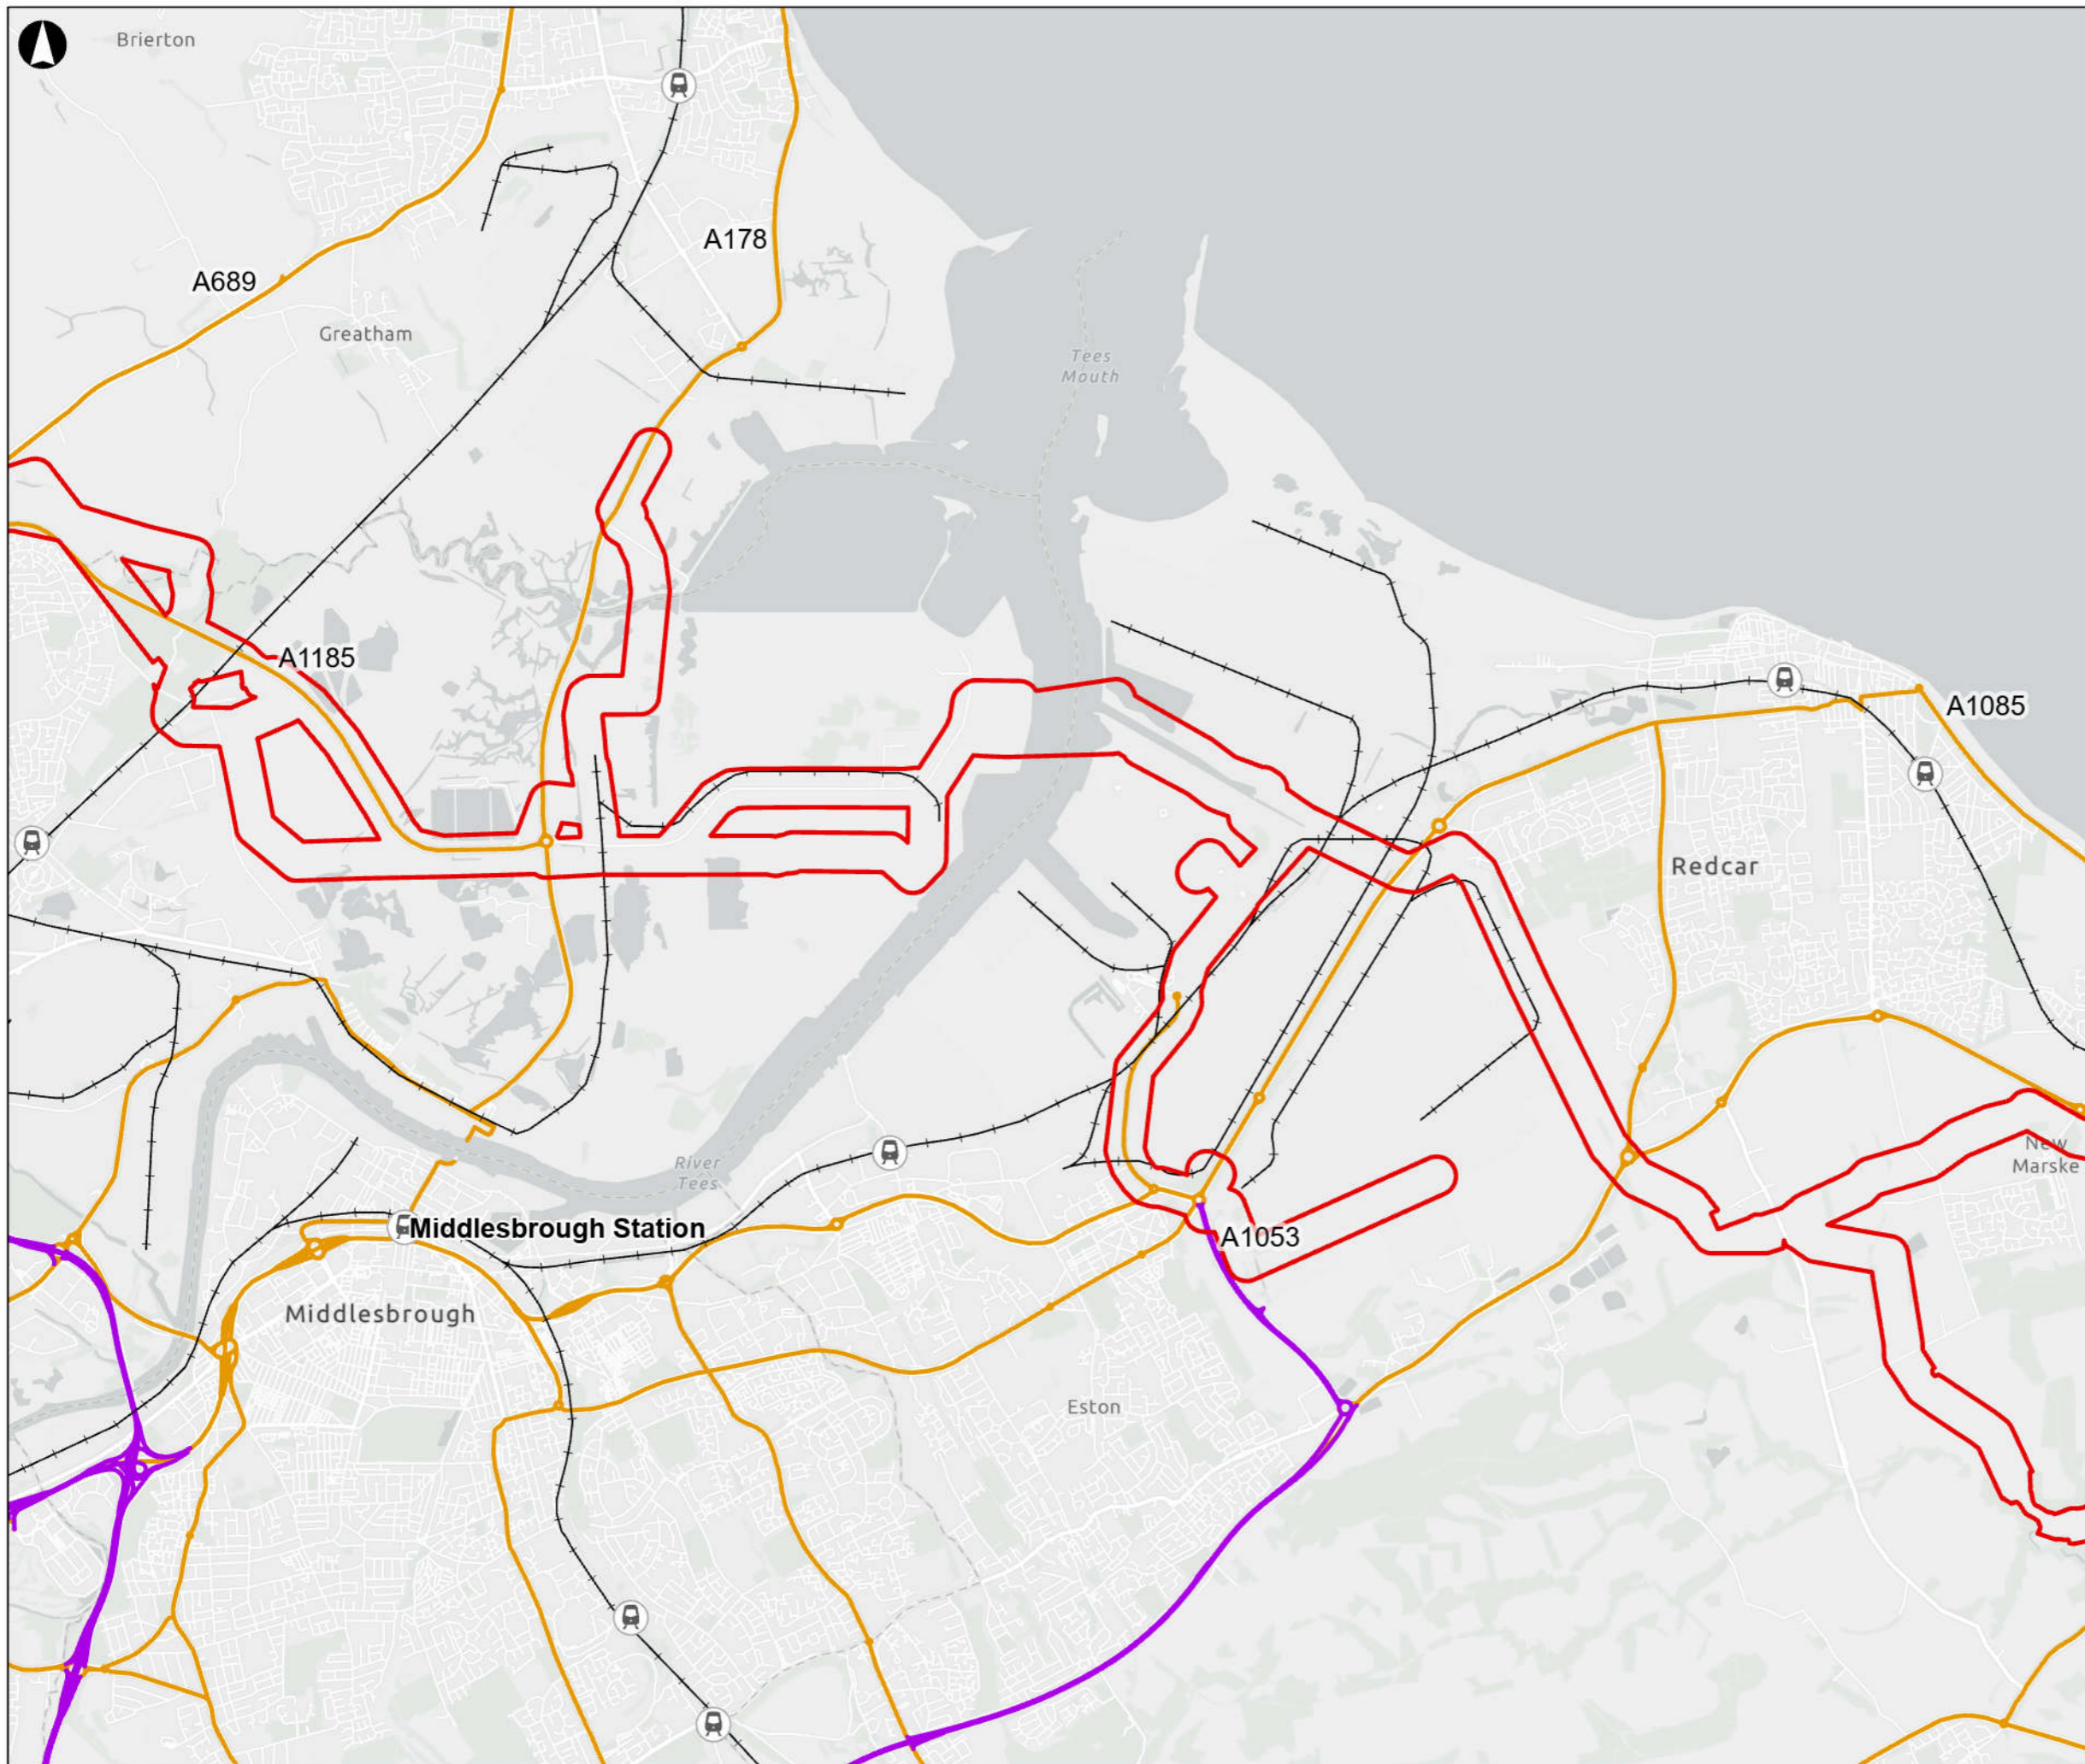 Brierton
A178
A689
Greatham
Tees
Mouth
A1185
A1085
Redcar
New
Marske
River
Tees
Middlesbrough Station
A1053
Middlesbrough
Eston